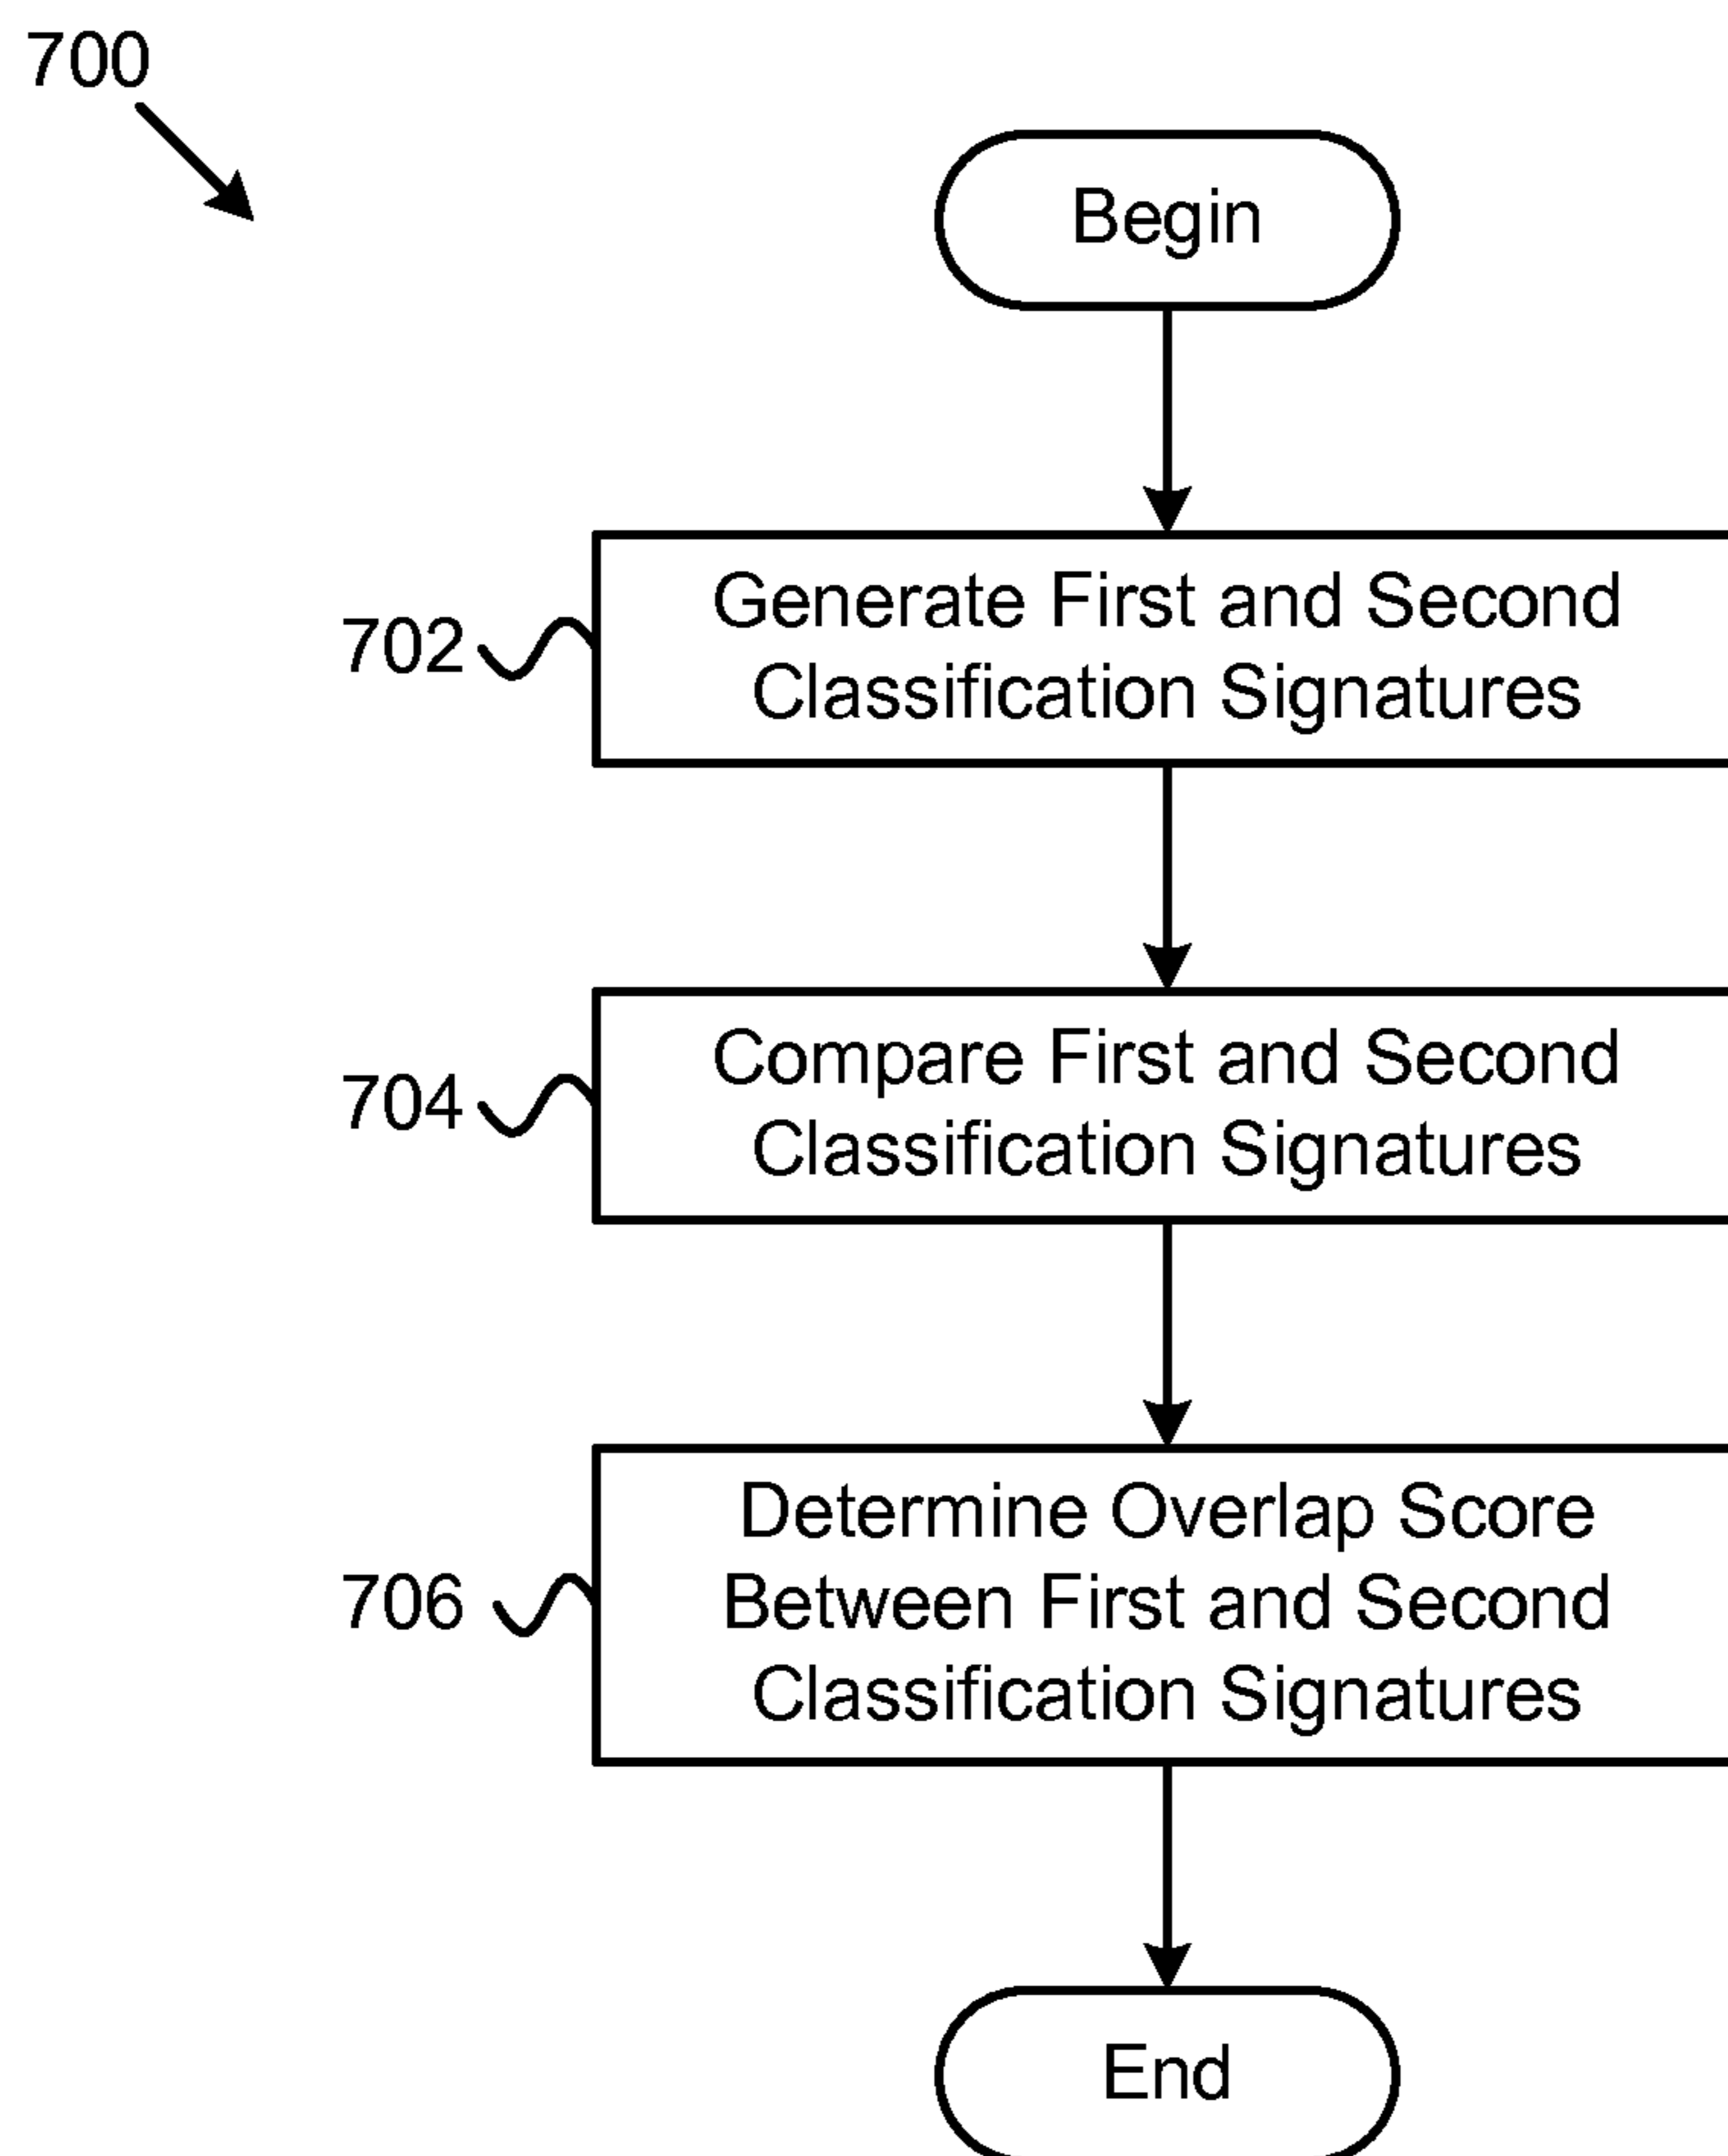 700
Begin
702
Generate First and Second
Classification Signatures
704
Compare First and Second
Classification Signatures
706
Determine Overlap Score
Between First and Second
Classification Signatures
End